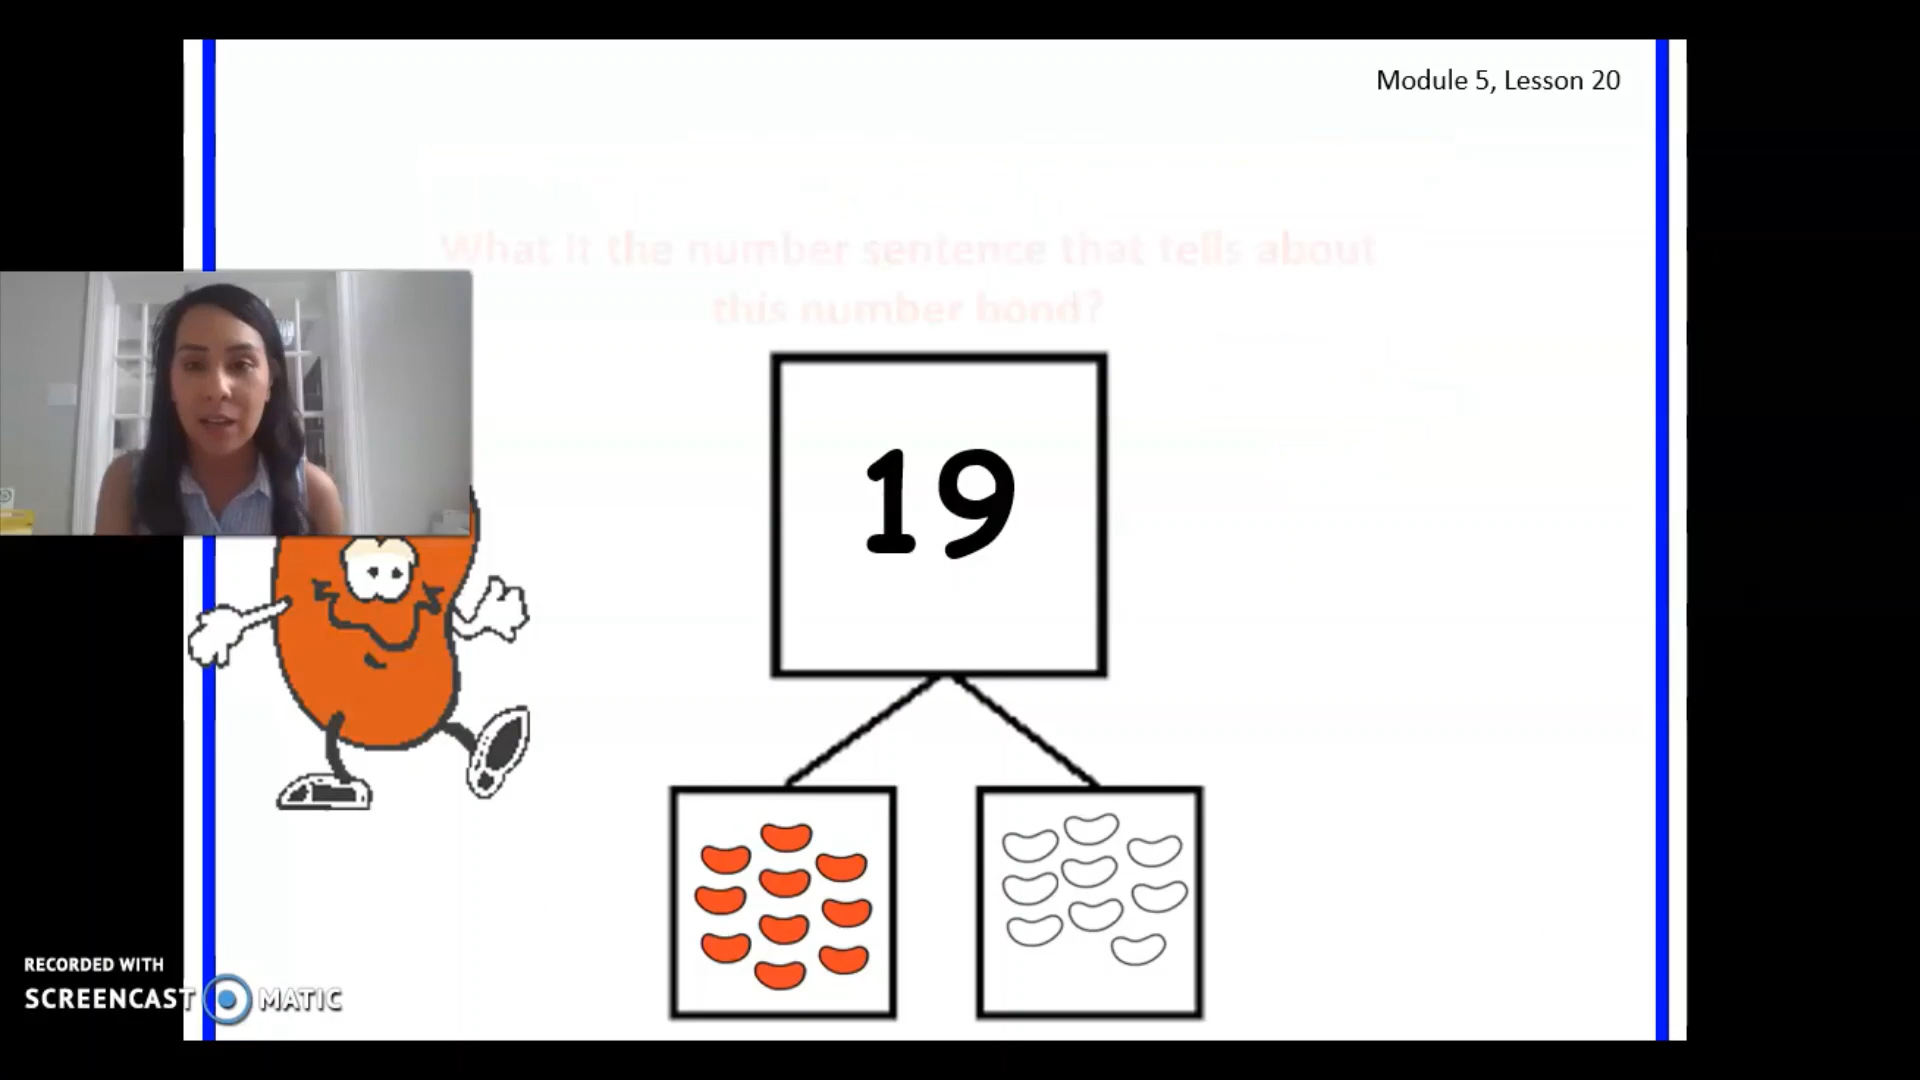 Module 5, Lesson 20
What it the number sentence that tells about
this number bond?
19
RECORDED WITH
SCREENCAST MATIC